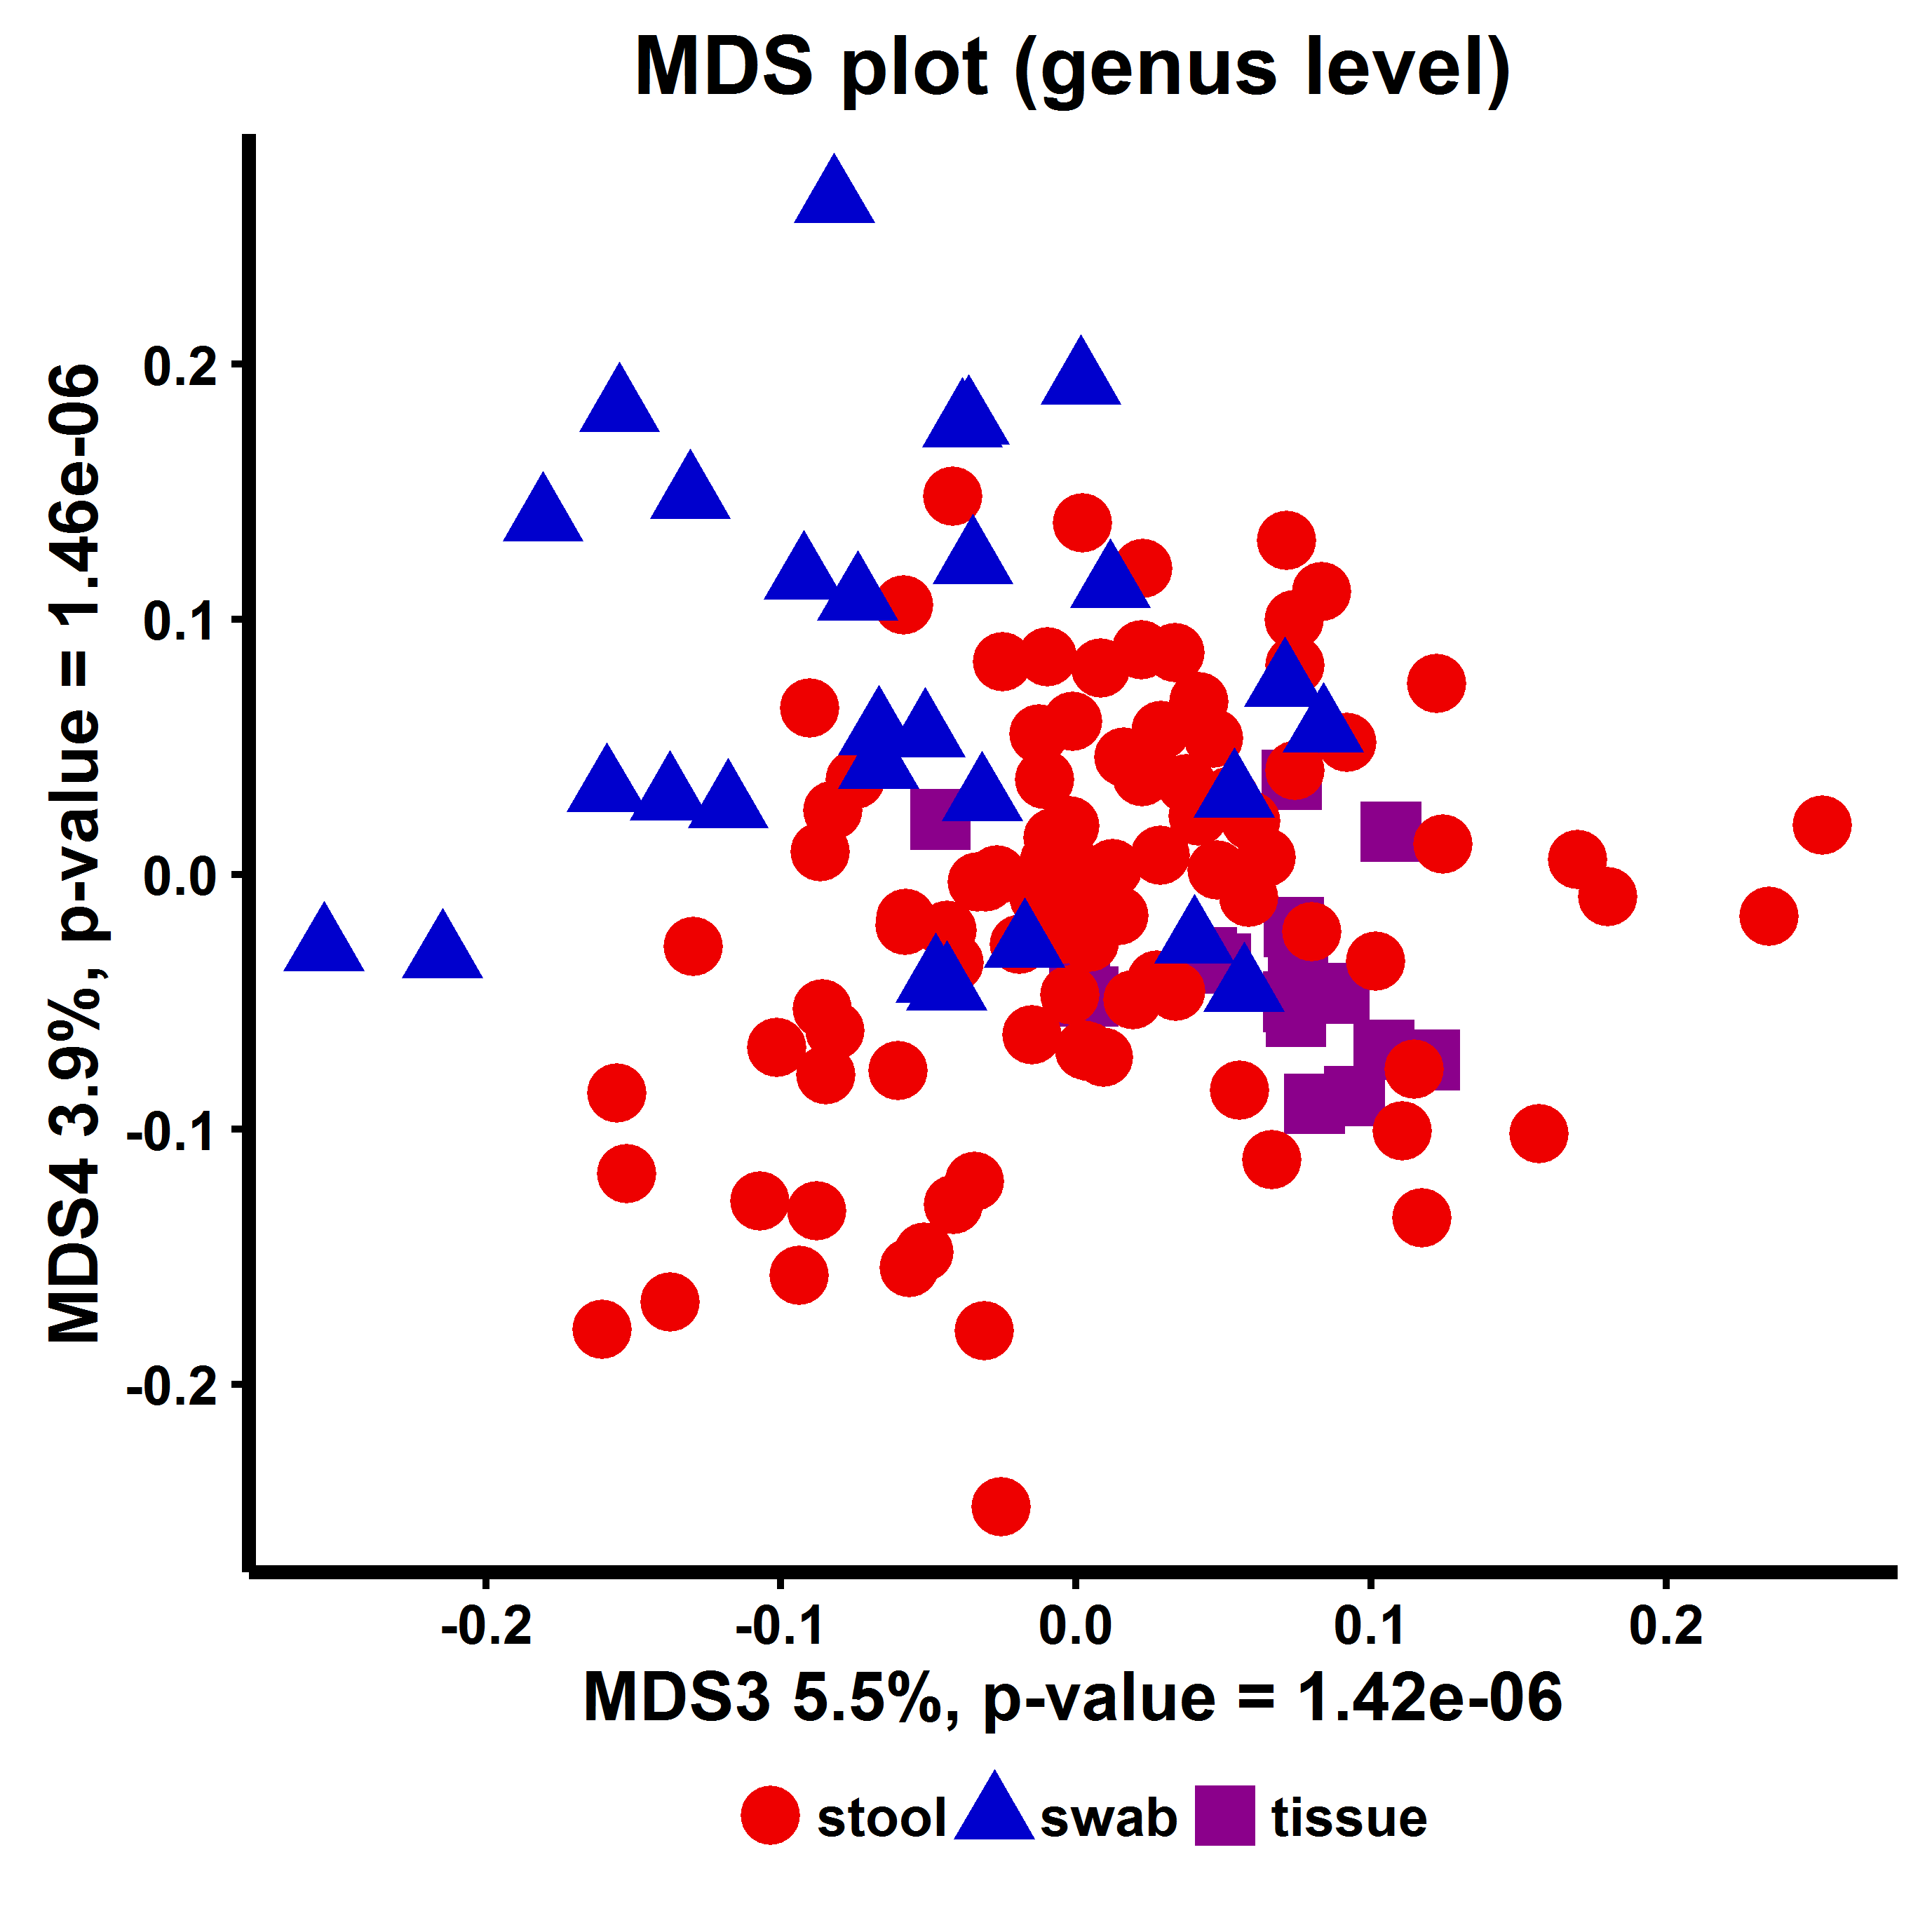 MDS plot (genus level)
MDS4 3.9%, p-value = 1.46e-06
0.2
0.1
0.0
-0.1
-0.2
-0.2 -0.1 0.0 0.1 0.2
MDS3 5.5%, p-value = 1.42e-06
stool swab tissue